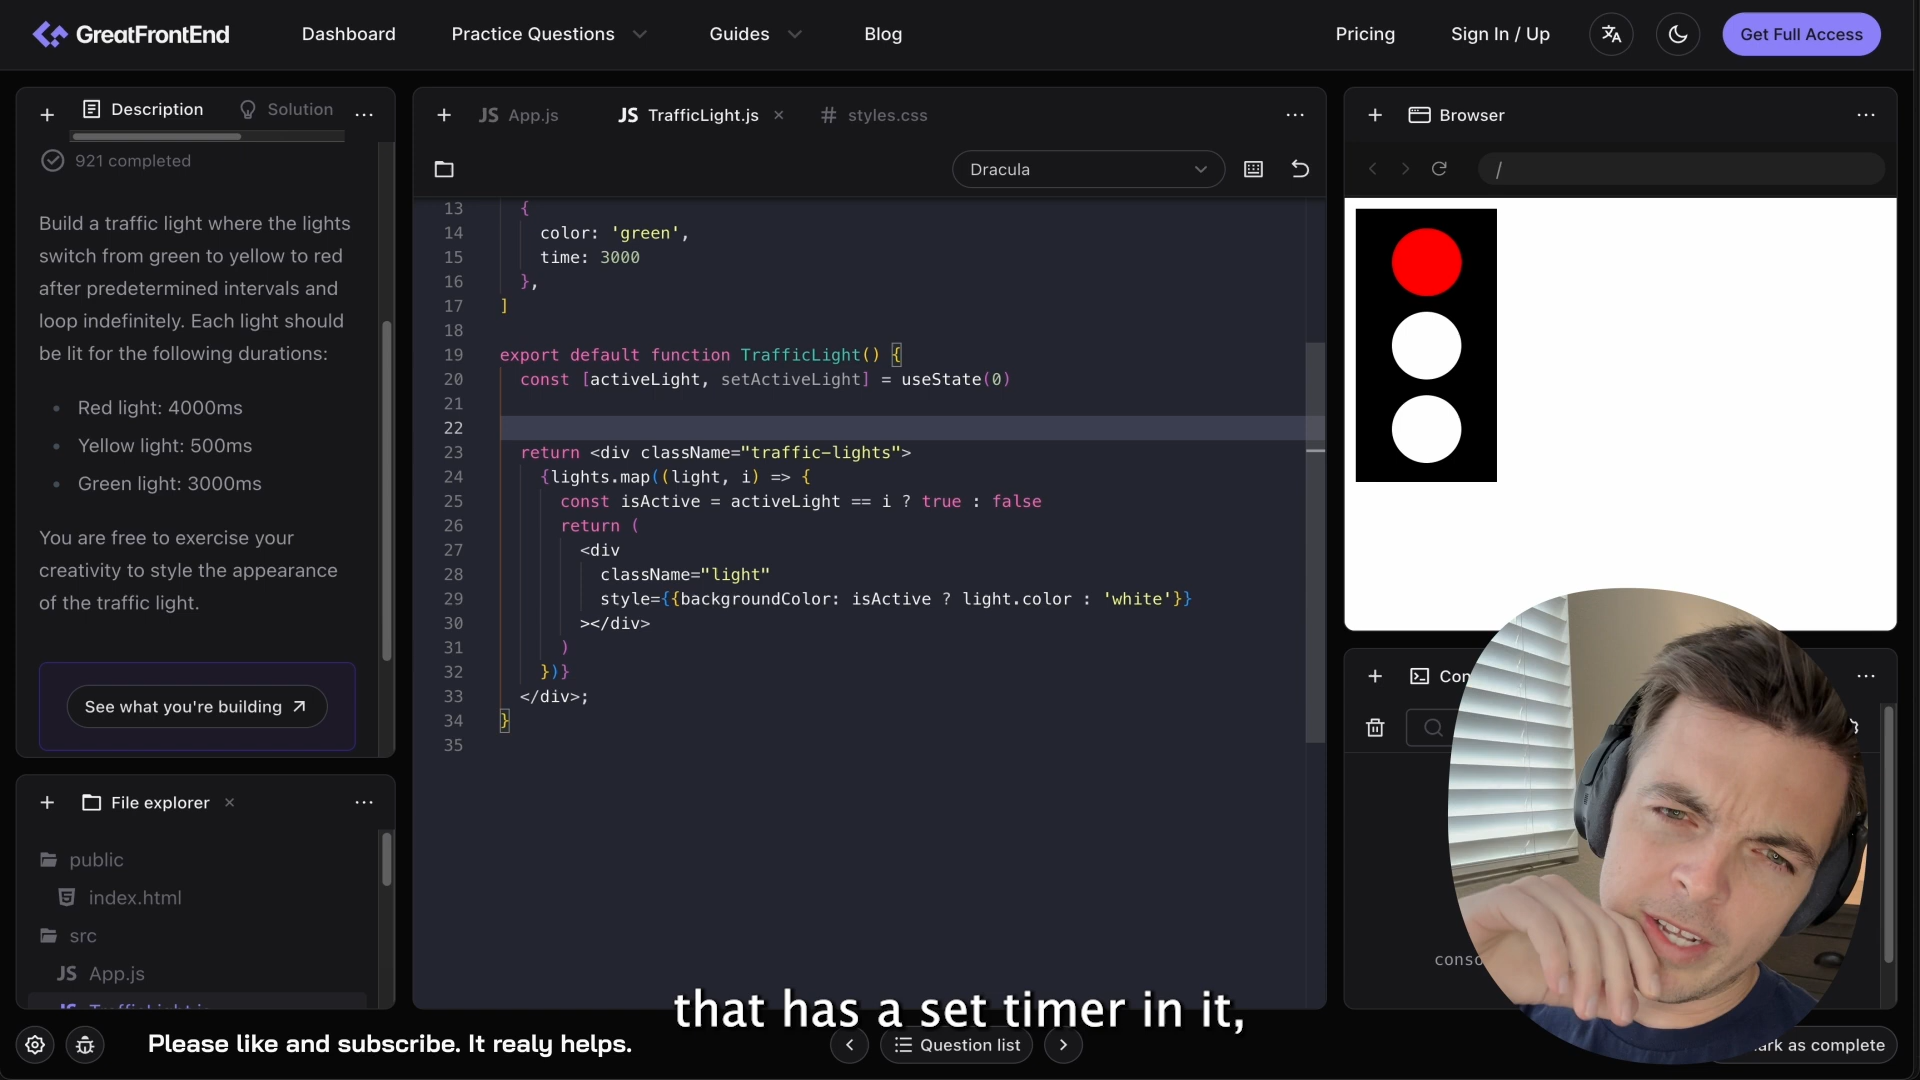 GreatFrontEnd
Dashboard
Practice Questions
Guides
Blog
Pricing
Sign In / Up
Get Full Access
Description
Solution
921 completed
Build a traffic light where the lights
switch from green to yellow to red
after predetermined intervals and
loop indefinitely. Each light should
be lit for the following durations:
Red light: 4000ms
Yellow light: 500ms
Green light: 3000ms
You are free to exercise your
creativity to style the appearance
of the traffic light.
See what you're building
File explorer
public
index.html
src
JS App.js
JS App.js
JS TrafficLight.js
# styles.css
Dracula
13 {
14 color: 'green',
15 time: 3000
16 },
17 ]
18
19 export default function TrafficLight() {
20 const [activeLight, setActiveLight] = useState(0)
21
22
23 return <div className="traffic-lights">
24 {lights.map((light, i) => {
25 const isActive = activeLight == i ? true : false
26 return (
27 <div
28 className="light"
29 style={{backgroundColor: isActive ? light.color : 'white'}}
30 ></div>
31 )
32 })}
33 </div>;
34 }
35
Browser
/
that has a set timer in it,
Please like and subscribe. It realy helps.
Question list
as complete